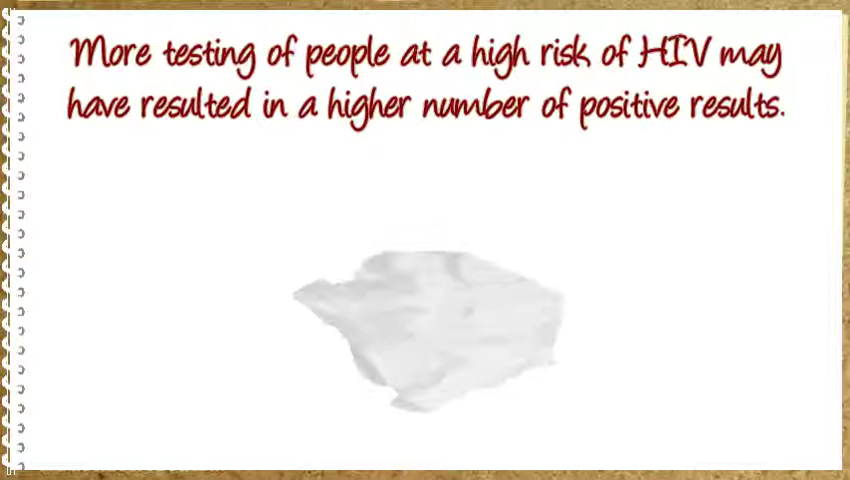 More testing of people at a high risk of HIV may
have resulted in a higher number of positive results.